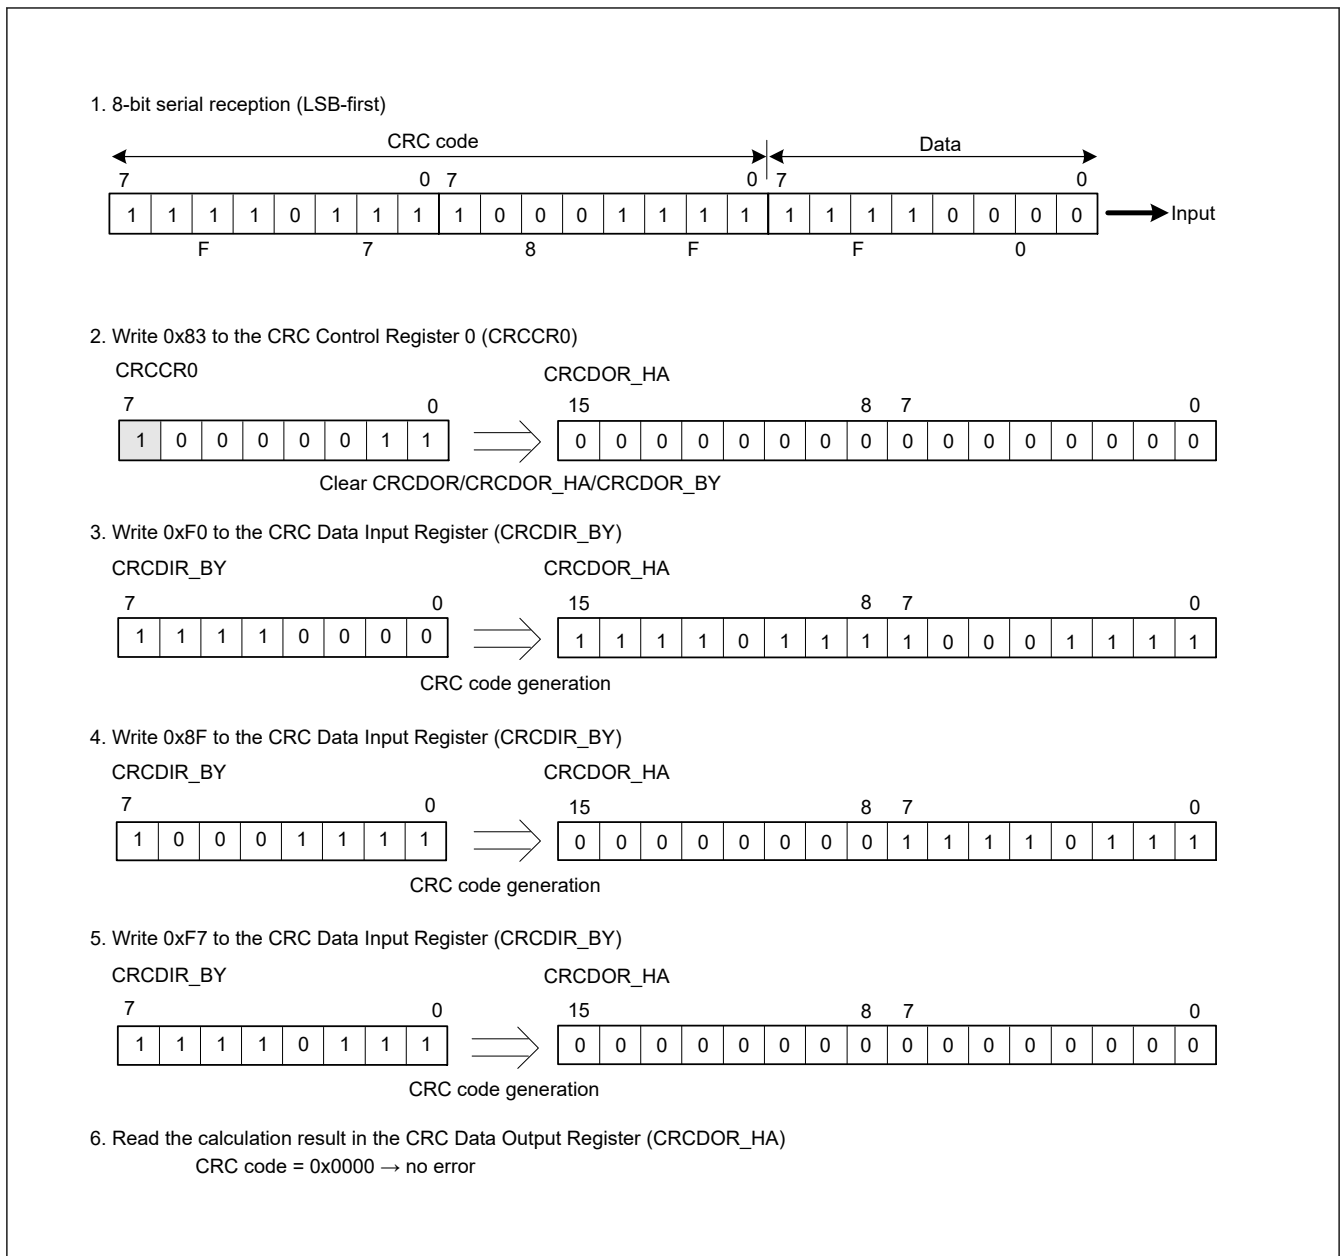 1. 8-bit serial reception (LSB-first)
CRC code Data
7 0 7 0 7 0
1 1 1 1 0 1 1 1 1 0 0 0 1 1 1 1 1 1 1 1 0 0 0 0 Input
F 7 8 F F 0
2. Write 0x83 to the CRC Control Register 0 (CRCCR0)
CRCCR0 CRCDOR_HA
7 0 15 8 7 0
1 0 0 0 0 0 1 1 0 0 0 0 0 0 0 0 0 0 0 0 0 0 0 0
Clear CRCDOR/CRCDOR_HA/CRCDOR_BY
3. Write 0xF0 to the CRC Data Input Register (CRCDIR_BY)
CRCDIR_BY CRCDOR_HA
7 0 15 8 7 0
1 1 1 1 0 0 0 0 1 1 1 1 0 1 1 1 1 0 0 0 1 1 1 1
CRC code generation
4. Write 0x8F to the CRC Data Input Register (CRCDIR_BY)
CRCDIR_BY CRCDOR_HA
7 0 15 8 7 0
1 0 0 0 1 1 1 1 0 0 0 0 0 0 0 0 1 1 1 1 0 1 1 1
CRC code generation
5. Write 0xF7 to the CRC Data Input Register (CRCDIR_BY)
CRCDIR_BY CRCDOR_HA
7 0 15 8 7 0
1 1 1 1 0 1 1 1 0 0 0 0 0 0 0 0 0 0 0 0 0 0 0 0
CRC code generation
6. Read the calculation result in the CRC Data Output Register (CRCDOR_HA)
CRC code = 0x0000 → no error